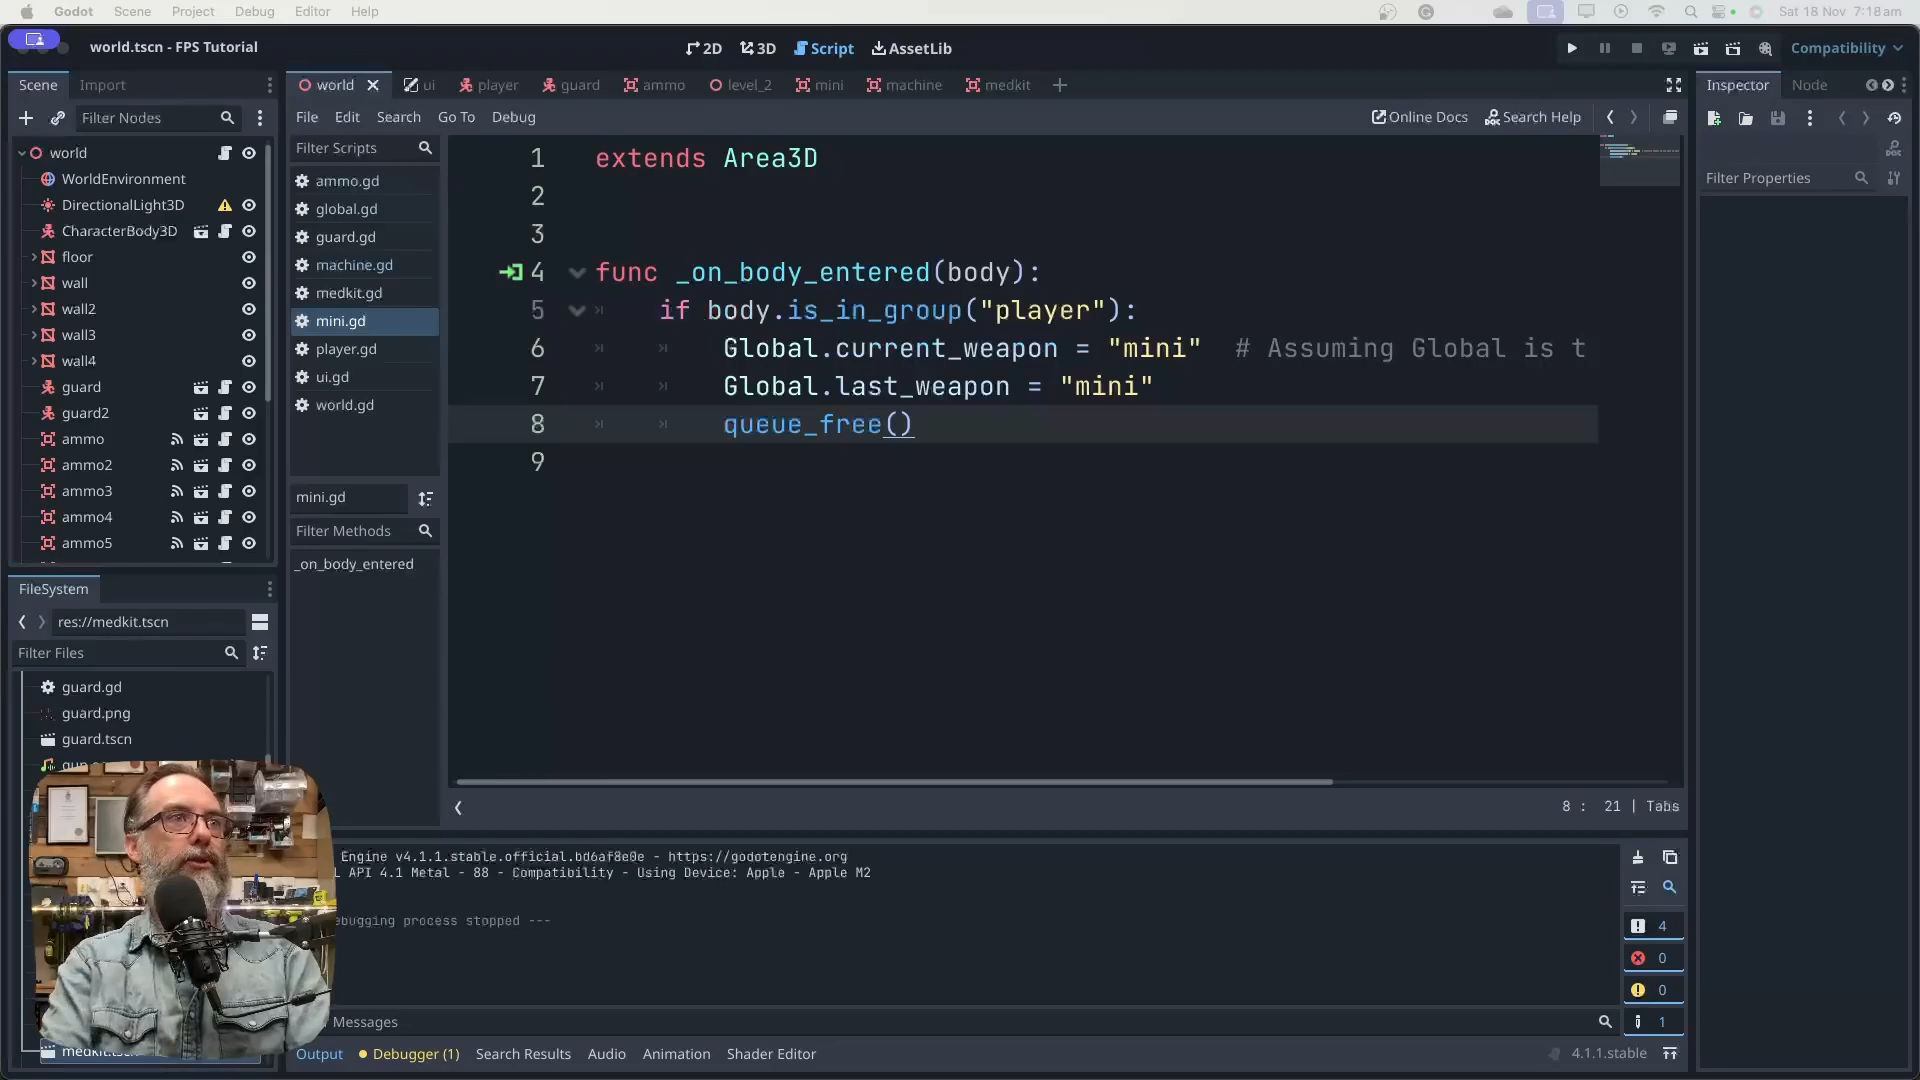 Godot Scene Project Debug Editor Help
Sat 18 Nov 7:18 am
world.tscn - FPS Tutorial
2D 3D Script AssetLib
Compatibility
Scene Import
world ui player guard ammo level_2 mini machine medkit
Inspector Node
Filter Nodes
File Edit Search Go To Debug
Online Docs Search Help
world
WorldEnvironment
DirectionalLight3D
CharacterBody3D
floor
wall
wall2
wall3
wall4
guard
guard2
ammo
ammo2
ammo3
ammo4
ammo5
Filter Scripts
ammo.gd
global.gd
guard.gd
machine.gd
medkit.gd
mini.gd
player.gd
ui.gd
world.gd
mini.gd
Filter Methods
_on_body_entered
1 extends Area3D
2
3
4 func _on_body_entered(body):
5 if body.is_in_group("player"):
6 Global.current_weapon = "mini" # Assuming Global is t
7 Global.last_weapon = "mini"
8 queue_free()
9
8 : 21 | Tabs
Filter Properties
FileSystem
res://medkit.tscn
Filter Files
guard.gd
guard.png
guard.tscn
Engine v4.1.1.stable.official.bd6af8e0e - https://godotengine.org
L API 4.1 Metal - 88 - Compatibility - Using Device: Apple - Apple M2
ebugging process stopped ---
4
0
0
1
Messages
Output Debugger (1) Search Results Audio Animation Shader Editor
4.1.1.stable